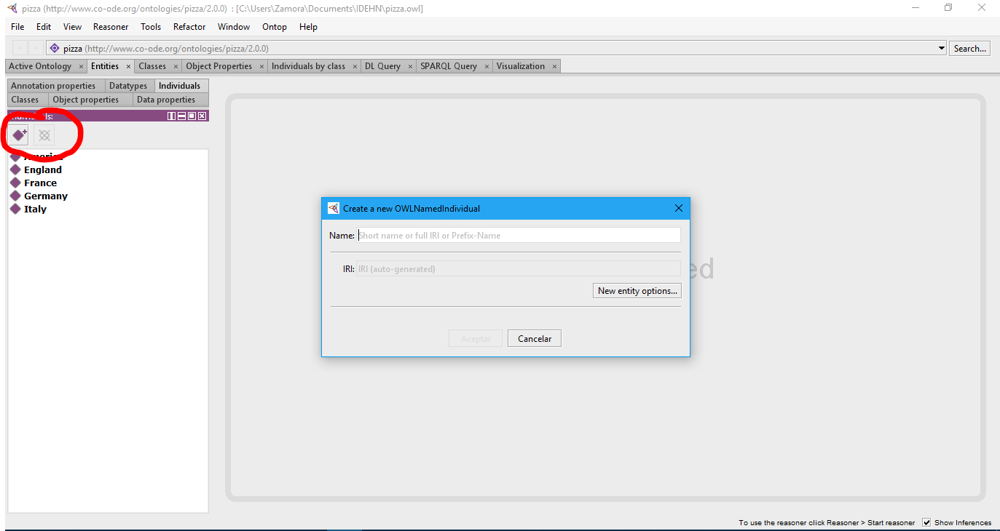 pizza (http://www.co-ode.org/ontologies/pizza/2.0.0) : [C:\Users\Zamora\Documents\IDEHN\pizza.owl]
File Edit View Reasoner Tools Refactor Window Ontop Help
< > pizza (http://www.co-ode.org/ontologies/pizza/2.0.0) Search...
Active Ontology × Entities × Classes × Object Properties × Individuals by class × DL Query × SPARQL Query × Visualization ×
Annotation properties Datatypes Individuals
Classes Object properties Data properties
America
England
France
Germany
Italy
Create a new OWLNamedIndividual
Name: Short name or full IRI or Prefix-Name
IRI: IRI (auto-generated)
New entity options...
Aceptar Cancelar
To use the reasoner click Reasoner > Start reasoner Show Inferences